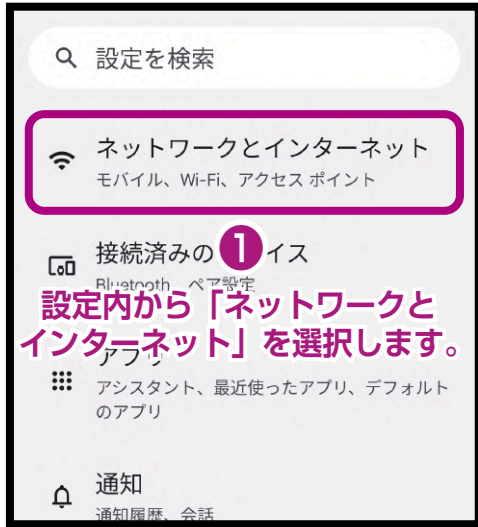 設定を検索
ネットワークとインターネット
モバイル、Wi-Fi、アクセス ポイント
接続済みの
イス
1
Bluetooth、ペア設定
設定内から「ネットワークと
インターネット」を選択します。
アプリ
アシスタント、最近使ったアプリ、デフォルト
のアプリ
通知
通知履歴、会話